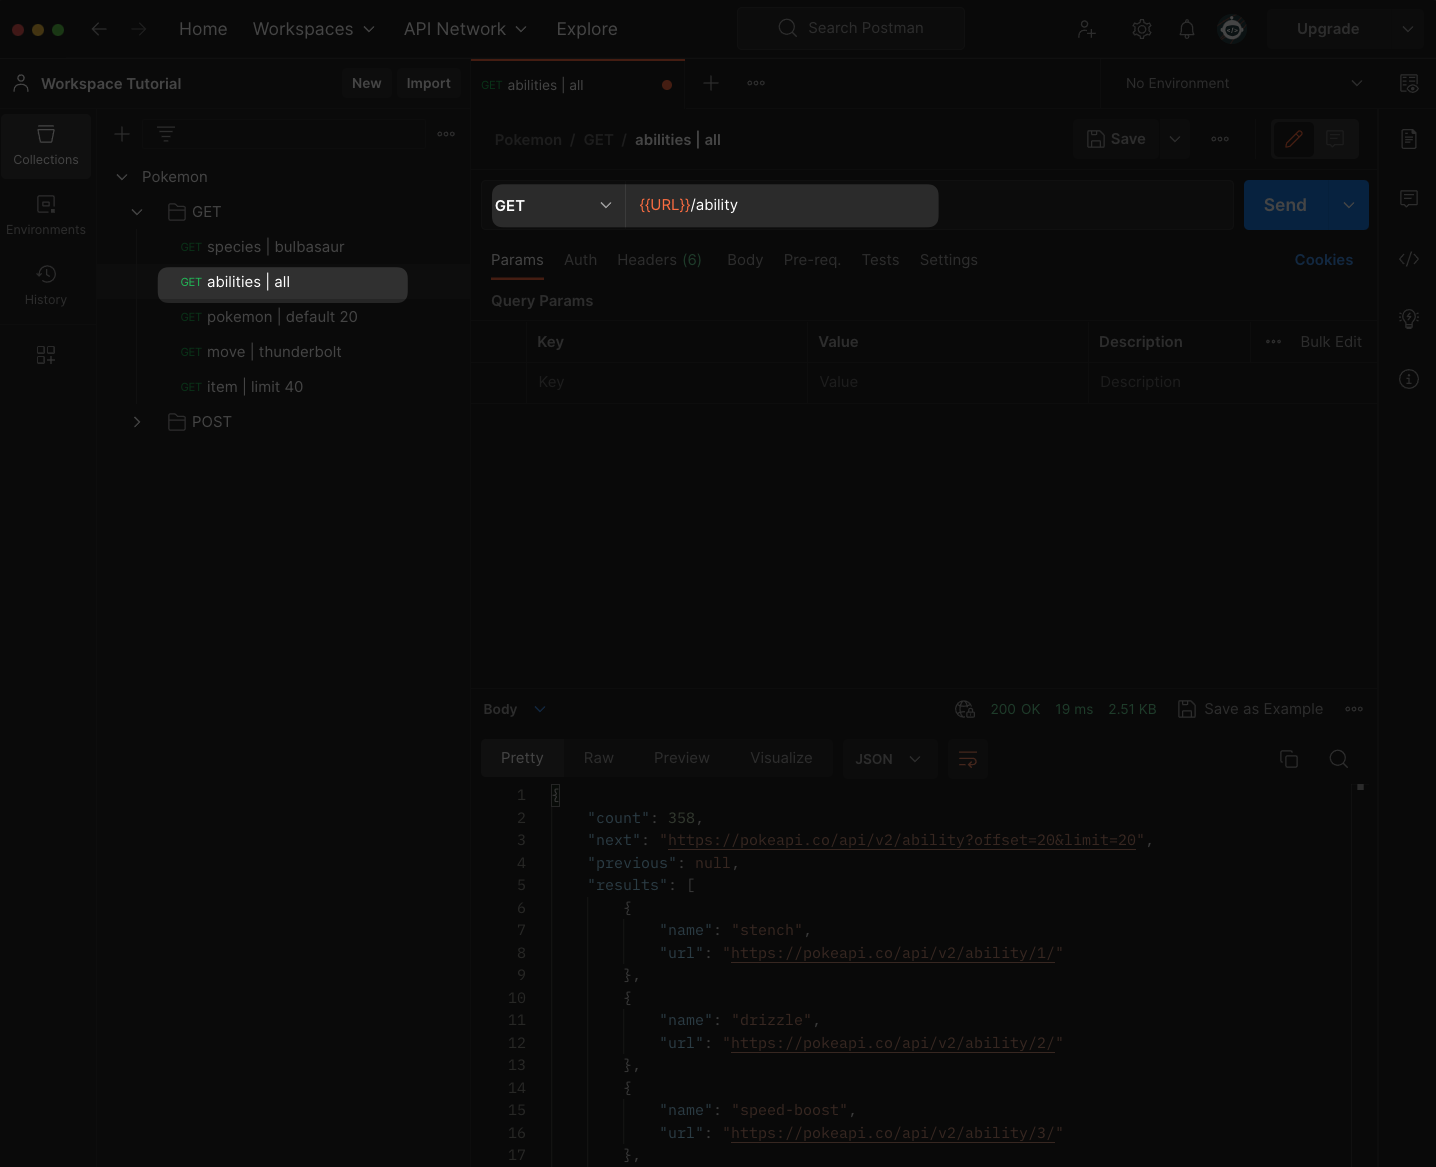 Home Workspaces API Network Explore Search Postman Upgrade
Workspace Tutorial New Import GET abilities | all No Environment
Collections
Environments
History
Pokemon
GET
GET species | bulbasaur
GET abilities | all
GET pokemon | default 20
GET move | thunderbolt
GET item | limit 40
POST
Pokemon / GET / abilities | all Save
GET {{URL}}/ability Send
Params Auth Headers (6) Body Pre-req. Tests Settings Cookies
Query Params
Key Value Description Bulk Edit
Key Value Description
Body 200 OK 19 ms 2.51 KB Save as Example
Pretty Raw Preview Visualize JSON
1 {
2 "count": 358,
3 "next": "https://pokeapi.co/api/v2/ability?offset=20&limit=20",
4 "previous": null,
5 "results": [
6 {
7 "name": "stench",
8 "url": "https://pokeapi.co/api/v2/ability/1/"
9 },
10 {
11 "name": "drizzle",
12 "url": "https://pokeapi.co/api/v2/ability/2/"
13 },
14 {
15 "name": "speed-boost",
16 "url": "https://pokeapi.co/api/v2/ability/3/"
17 },